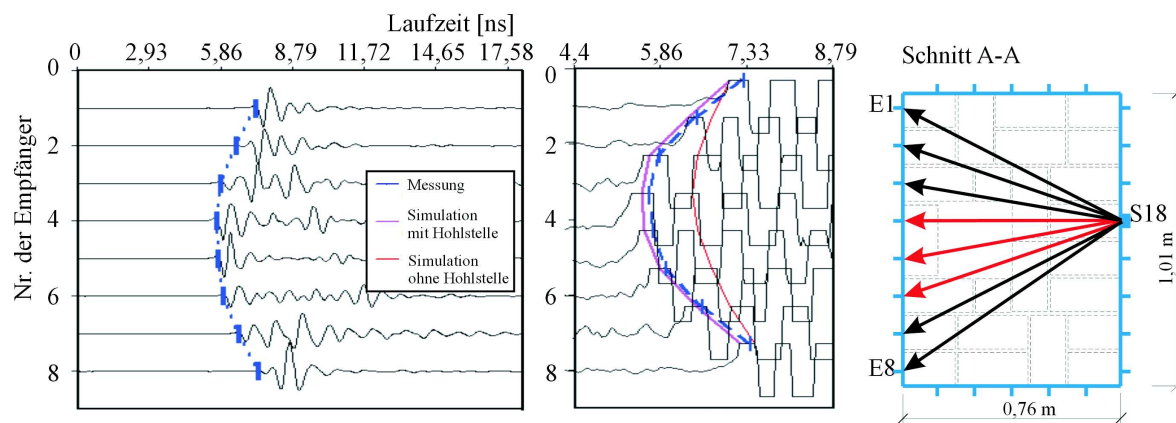 Laufzeit [ns]
0 2,93 5,86 8,79 11,72 14,65 17,58
4,4 5,86 7,33 8,79
Schnitt A-A
Nr. der Empfänger
0
2
4
6
8
Messung
Simulation
mit Hohlstelle
Simulation
ohne Hohlstelle
0
2
4
6
8
E1
S18
E8
1,01 m
0,76 m